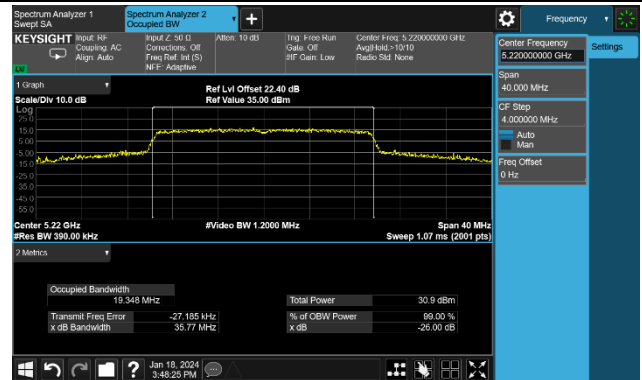 Spectrum Analyzer 1
Swept SA
Spectrum Analyzer 2
Occupied BW
Frequency
KEYSIGHT
Input: RF
Coupling: AC
Align: Auto
Input Z: 50 Ω
Corrections: Off
Freq Ref: Int (S)
NFE: Adaptive
Atten: 10 dB
Trig: Free Run
Gate: Off
#IF Gain: Low
Center Freq: 5.220000000 GHz
Avg|Hold:>10/10
Radio Std: None
Center Frequency
5.220000000 GHz
Settings
Span
40.000 MHz
CF Step
4.000000 MHz
Auto
Man
Freq Offset
0 Hz
1 Graph
Scale/Div 10.0 dB
Ref Lvl Offset 22.40 dB
Ref Value 35.00 dBm
Log
25.0
15.0
5.00
-5.00
-15.0
-25.0
-35.0
-45.0
-55.0
Center 5.22 GHz
#Res BW 390.00 kHz
#Video BW 1.2000 MHz
Span 40 MHz
Sweep 1.07 ms (2001 pts)
2 Metrics
Occupied Bandwidth
19.348 MHz
Total Power
30.9 dBm
Transmit Freq Error
-27.185 kHz
% of OBW Power
99.00 %
x dB Bandwidth
35.77 MHz
x dB
-26.00 dB
?
Jan 18, 2024
3:48:25 PM